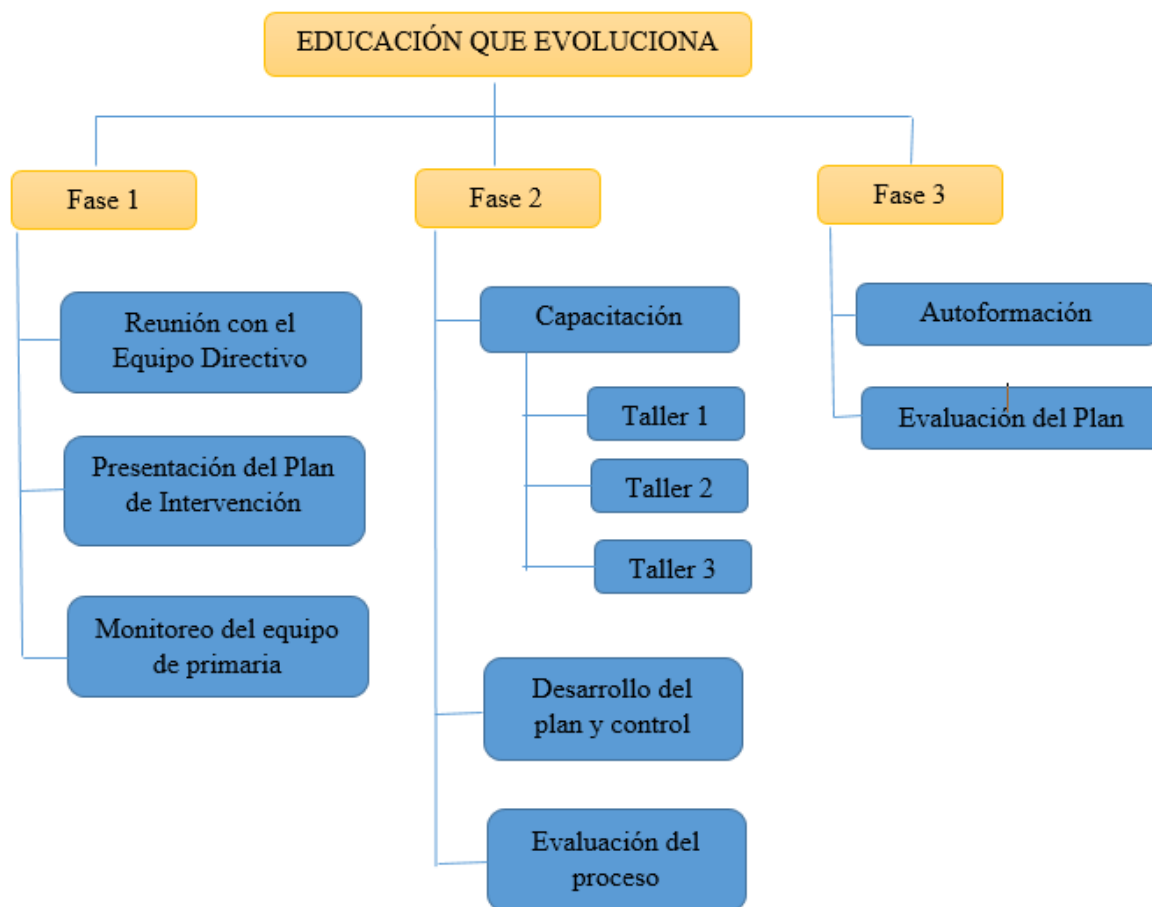 EDUCACIÓN QUE EVOLUCIONA
Fase 1
Reunión con el
Equipo Directivo
Presentación del Plan
de Intervención
Monitoreo del equipo
de primaria
Fase 2
Capacitación
Taller 1
Taller 2
Taller 3
Desarrollo del
plan y control
Evaluación del
proceso
Fase 3
Autoformación
Evaluación del Plan